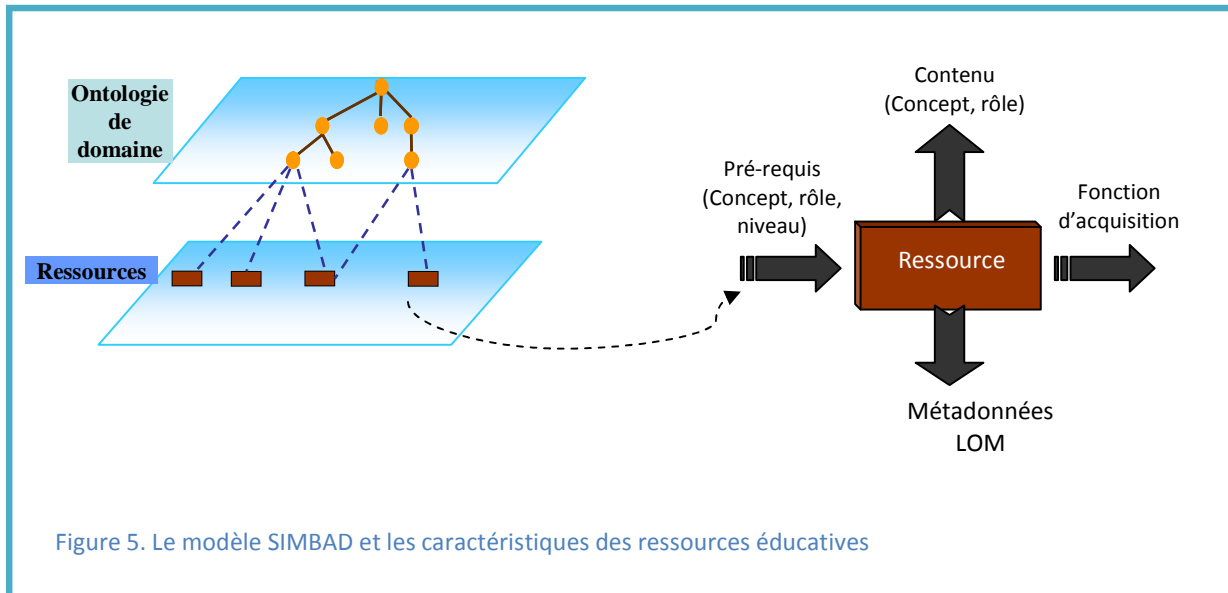 Ontologie
de
domaine
Ressources
Contenu
(Concept, rôle)
Pré-requis
(Concept, rôle,
niveau)
Fonction
d'acquisition
Ressource
Métadonnées
LOM
Figure 5. Le modèle SIMBAD et les caractéristiques des ressources éducatives